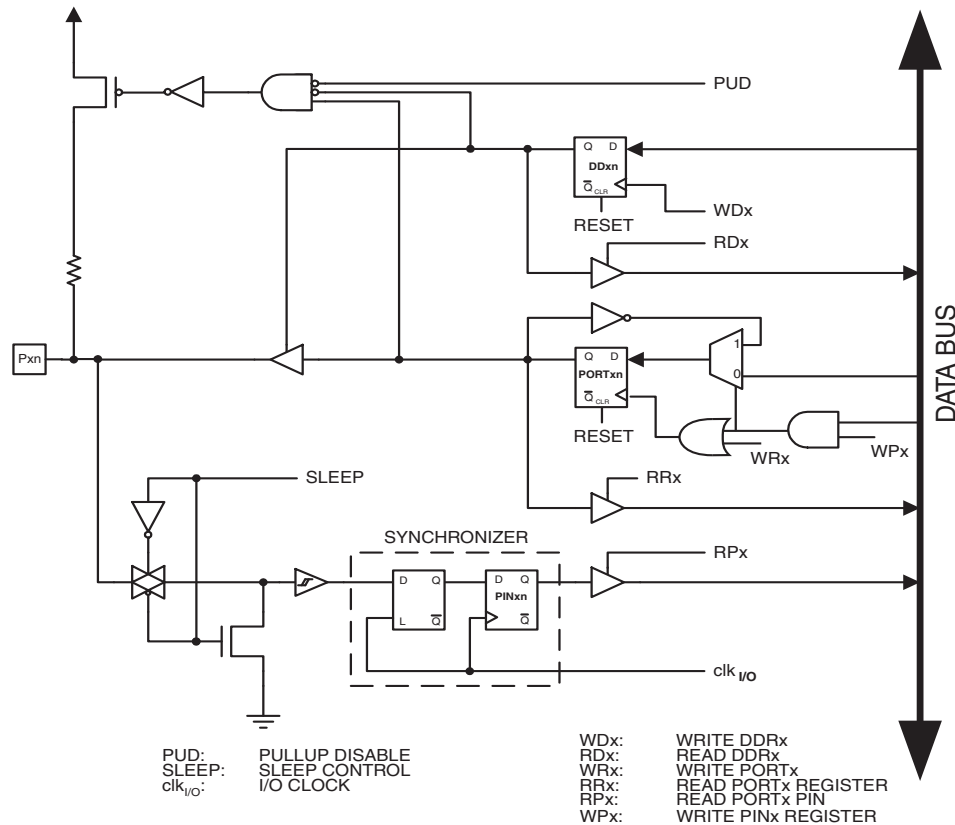 PUD
Q D
DDxn
Q CLR
WDx
RESET
RDx
Pxn
1
Q D
PORTxn
0
Q CLR
RESET
WRx
WPx
DATA BUS
RRx
SLEEP
SYNCHRONIZER
RPx
D Q
L Q
D Q
PINxn
Q
clk I/O
PUD: PULLUP DISABLE
SLEEP: SLEEP CONTROL
clkI/O: I/O CLOCK
WDx: WRITE DDRx
RDx: READ DDRx
WRx: WRITE PORTx
RRx: READ PORTx REGISTER
RPx: READ PORTx PIN
WPx: WRITE PINx REGISTER